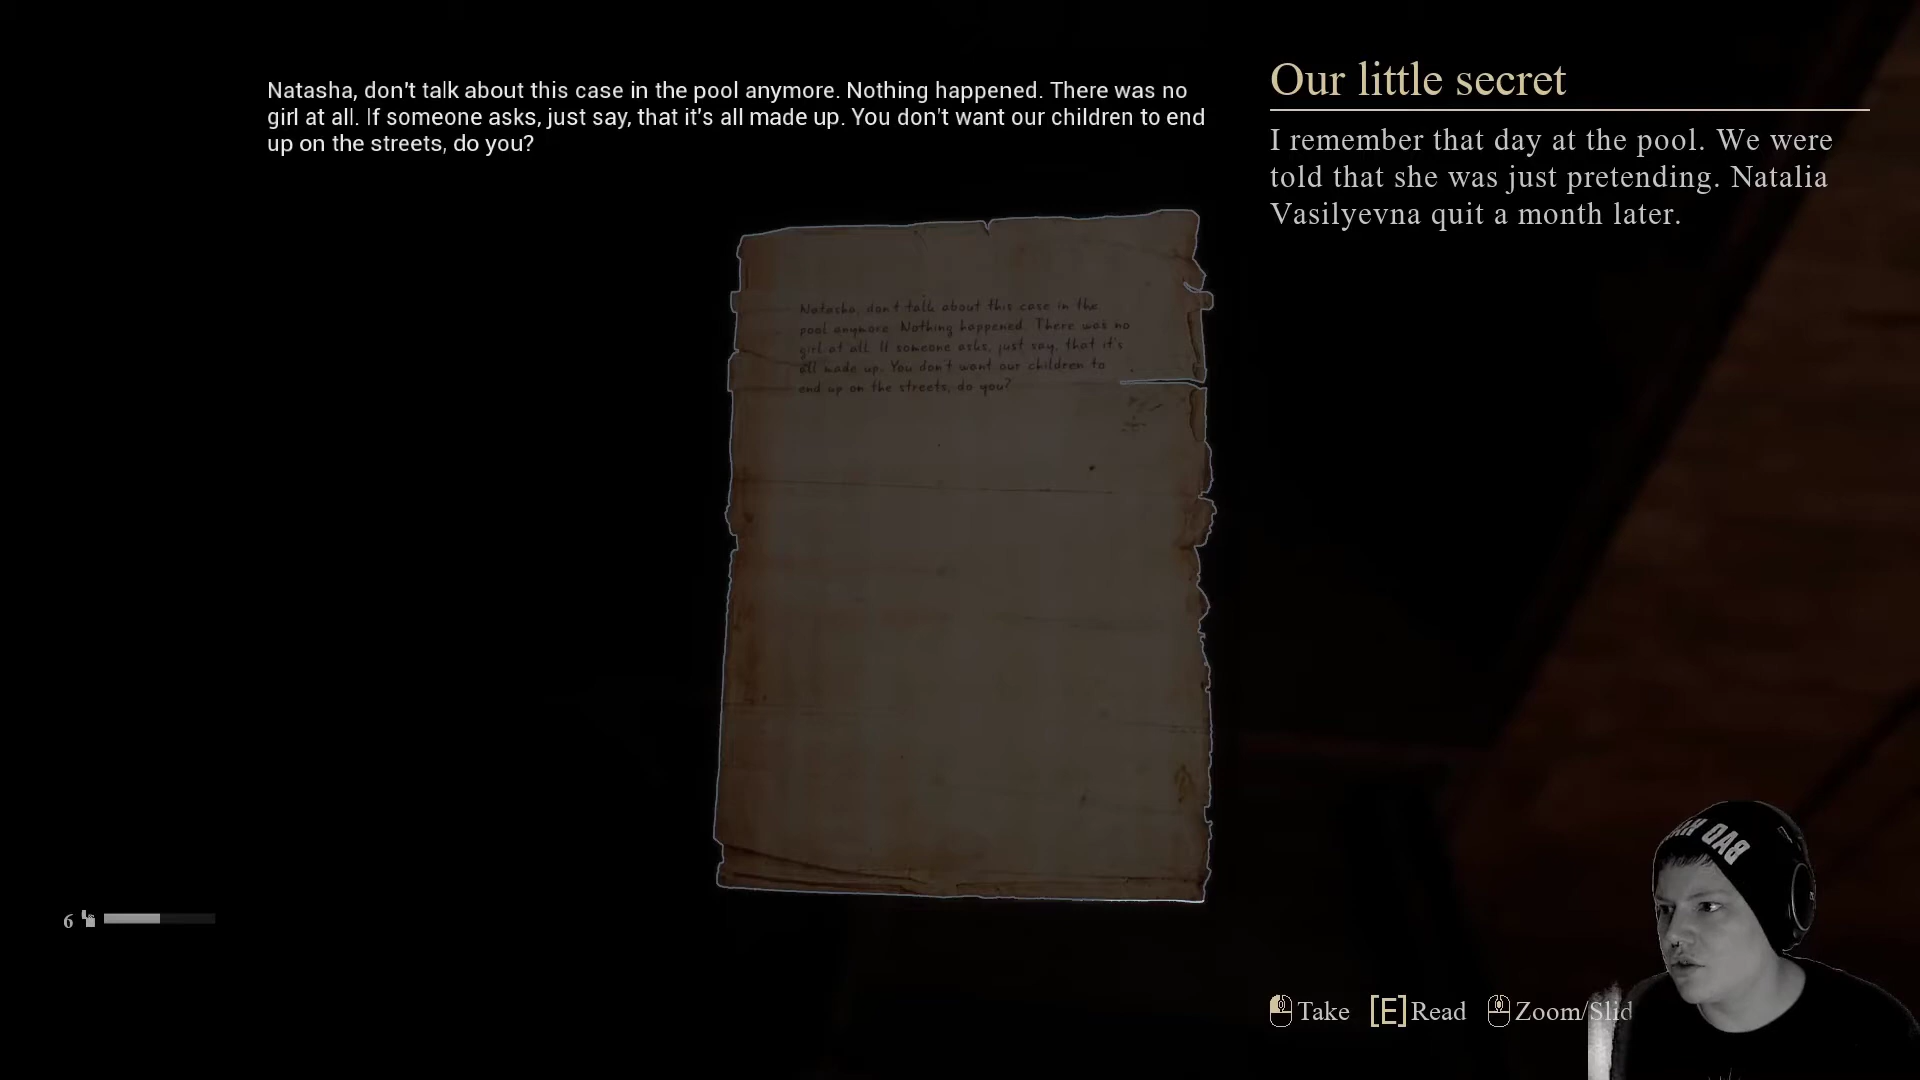 Natasha, don't talk about this case in the pool anymore. Nothing happened. There was no
girl at all. If someone asks, just say, that it's all made up. You don't want our children to end
up on the streets, do you?
Our little secret
I remember that day at the pool. We were
told that she was just pretending. Natalia
Vasilyevna quit a month later.
Natasha, don't talk about this case in the
pool anymore. Nothing happened. There was no
girl at all. If someone asks, just say, that it's
all made up. You don't want our children to
end up on the streets, do you?
6
Take [E]Read Zoom/Slid
BAD